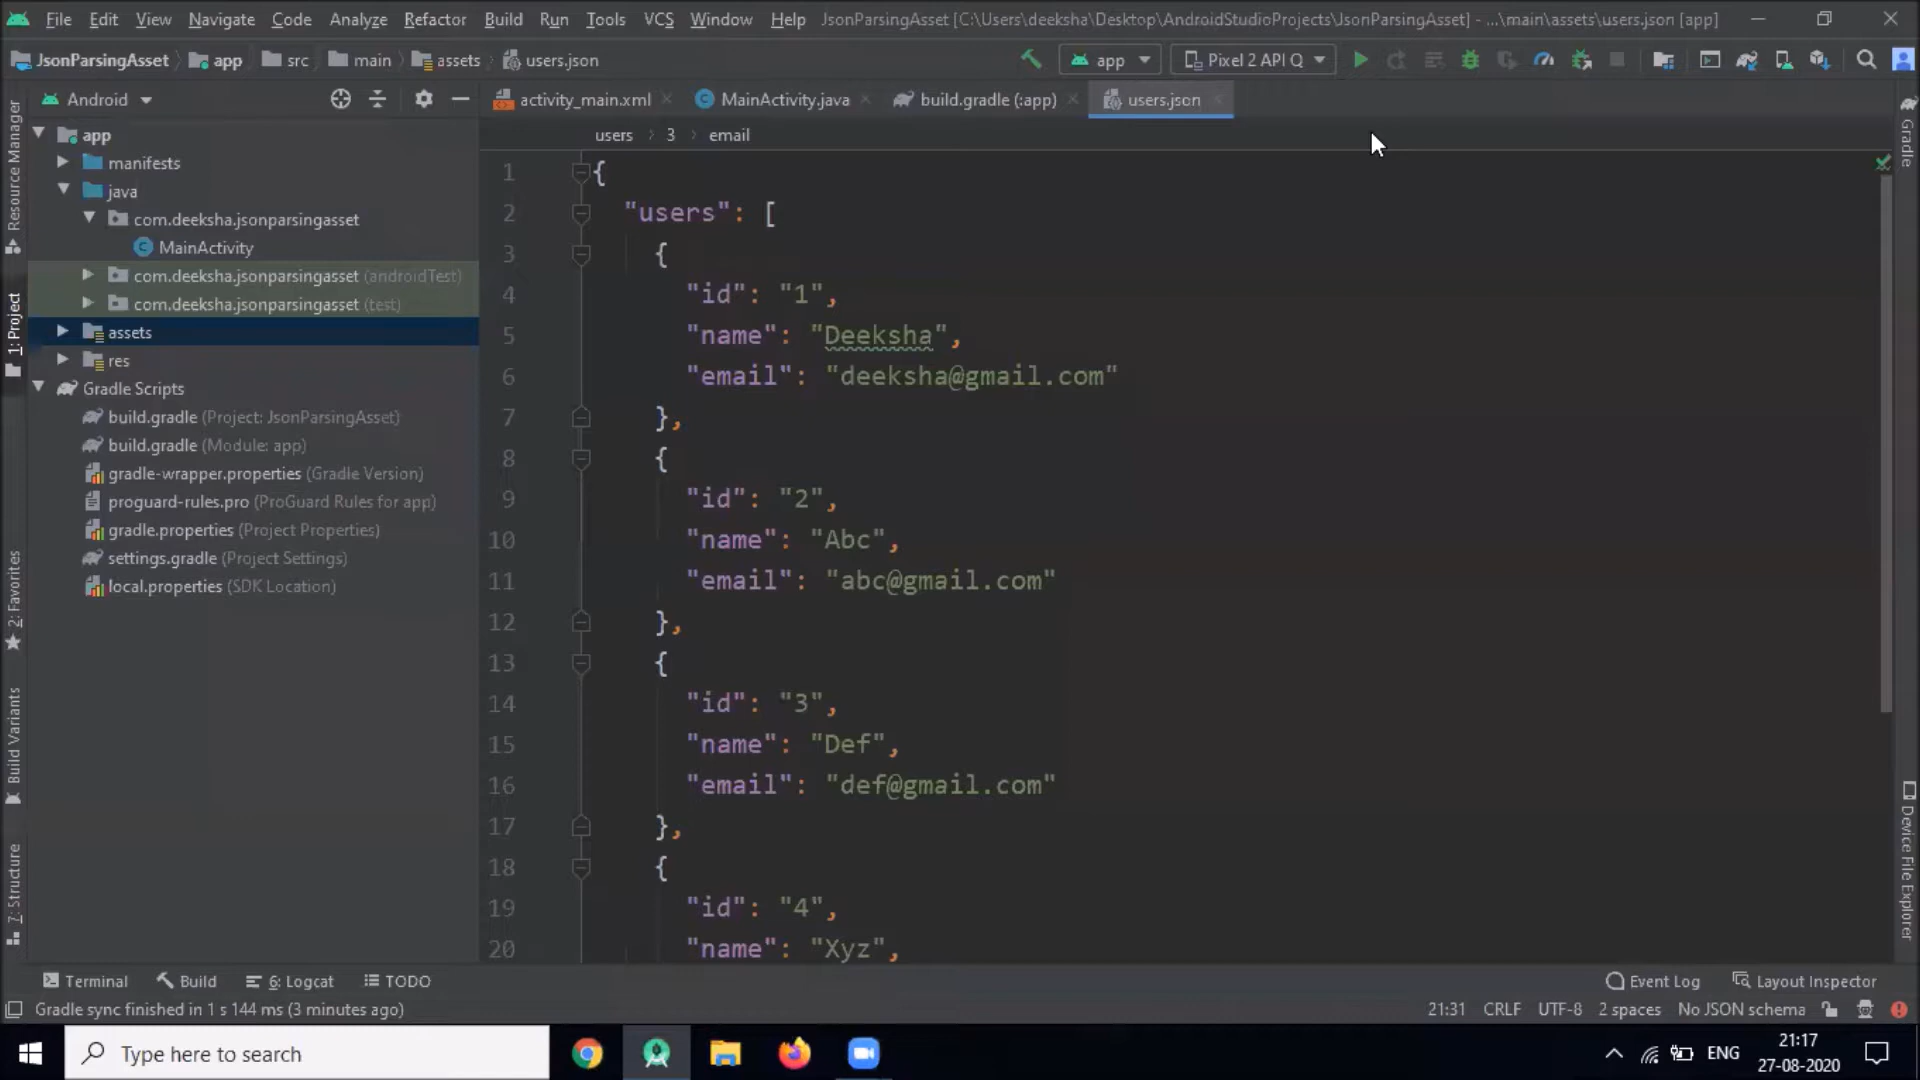 File Edit View Navigate Code Analyze Refactor Build Run Tools VCS Window Help JsonParsingAsset [C:\Users\deeksha\Desktop\AndroidStudioProjects\JsonParsingAsset] - ...\main\assets\users.json [app]
JsonParsingAsset app src main assets users.json app Pixel 2 API Q
Android activity_main.xml MainActivity.java build.gradle (:app) users.json
users 3 email
Resource Manager
1: Project
2: Favorites
Build Variants
7: Structure
app
manifests
java
com.deeksha.jsonparsingasset
MainActivity
com.deeksha.jsonparsingasset (androidTest)
com.deeksha.jsonparsingasset (test)
assets
res
Gradle Scripts
build.gradle (Project: JsonParsingAsset)
build.gradle (Module: app)
gradle-wrapper.properties (Gradle Version)
proguard-rules.pro (ProGuard Rules for app)
gradle.properties (Project Properties)
settings.gradle (Project Settings)
local.properties (SDK Location)
1 {
2 "users": [
3 {
4 "id": "1",
5 "name": "Deeksha",
6 "email": "deeksha@gmail.com"
7 },
8 {
9 "id": "2",
10 "name": "Abc",
11 "email": "abc@gmail.com"
12 },
13 {
14 "id": "3",
15 "name": "Def",
16 "email": "def@gmail.com"
17 },
18 {
19 "id": "4",
20 "name": "Xyz",
Gradle
Device File Explorer
Terminal Build 6: Logcat TODO Event Log Layout Inspector
Gradle sync finished in 1 s 144 ms (3 minutes ago) 21:31 CRLF UTF-8 2 spaces No JSON schema
Type here to search ENG 21:17
27-08-2020